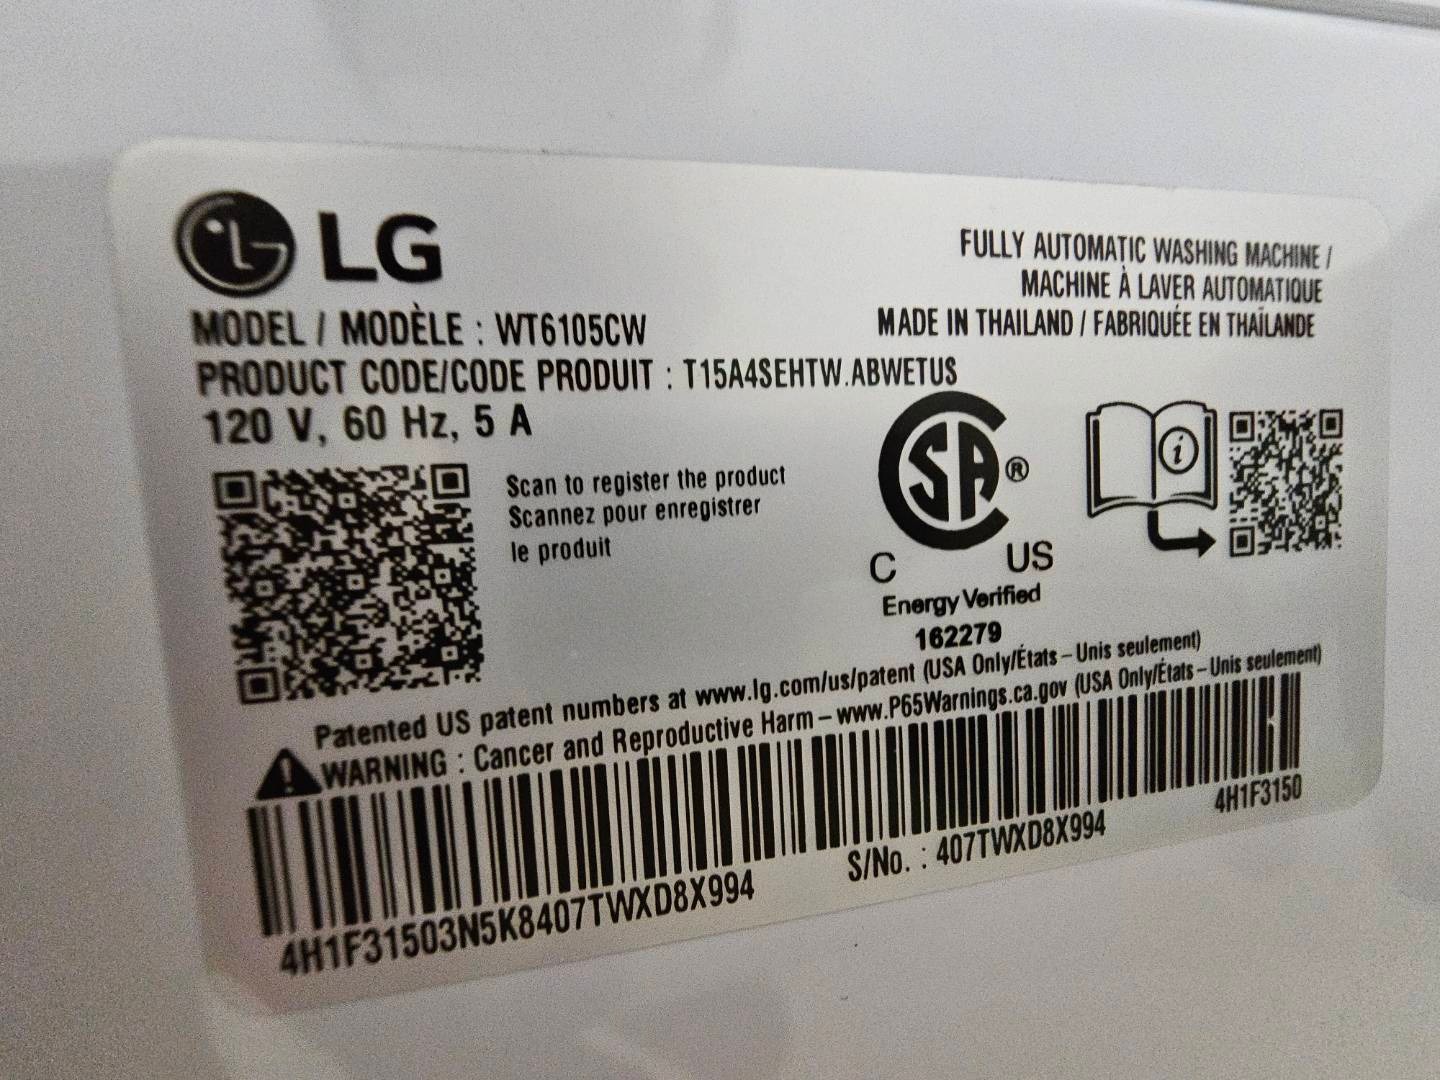 LG
MODEL / MODÈLE : WT6105CW
PRODUCT CODE/CODE PRODUIT : T15A4SEHTW.ABWETUS
120 V, 60 Hz, 5 A
FULLY AUTOMATIC WASHING MACHINE /
MACHINE À LAVER AUTOMATIQUE
MADE IN THAILAND / FABRIQUÉE EN THAÏLANDE
Scan to register the product
Scannez pour enregistrer
le produit
CSA®
C US
Energy Verified
162279
Patented US patent numbers at www.lg.com/us/patent (USA Only/États – Unis seulement)
WARNING : Cancer and Reproductive Harm – www.P65Warnings.ca.gov (USA Only/États – Unis seulement)
4H1F31503N5K8407TWXD8X994
S/No. : 407TWXD8X994
4H1F3150